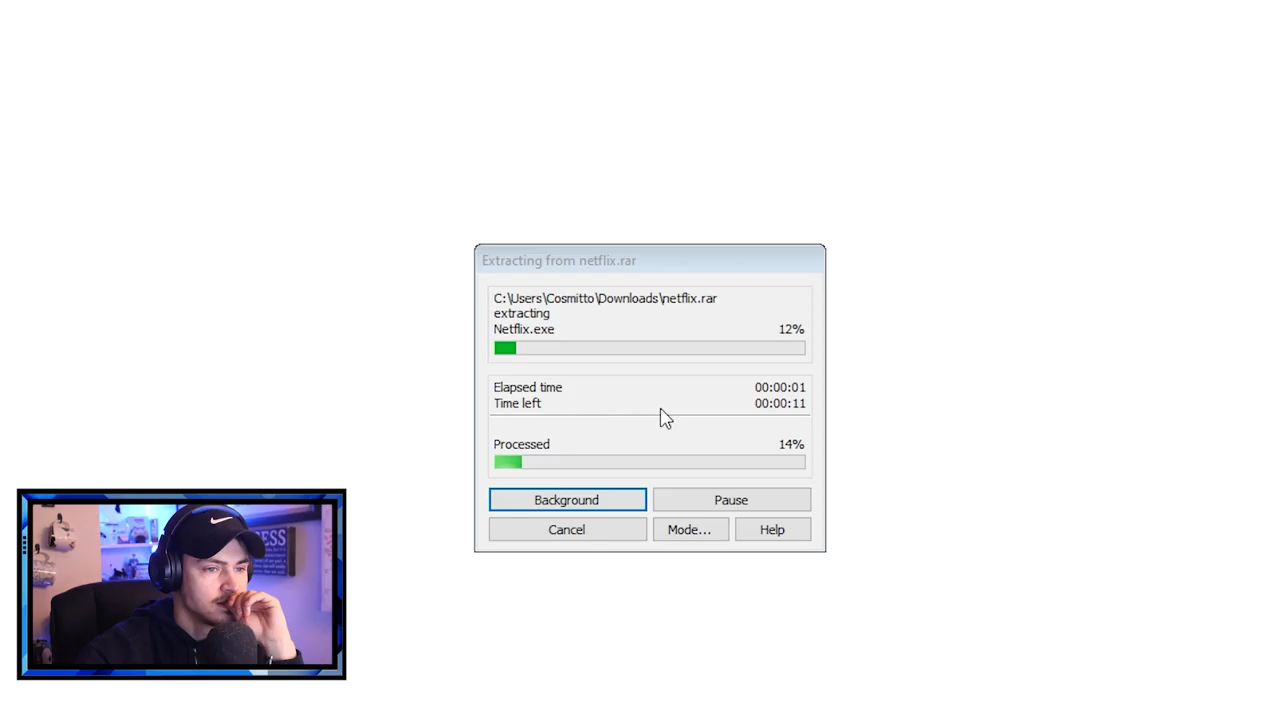 Extracting from netflix.rar
C:\Users\Cosmitto\Downloads\netflix.rar
extracting
Netflix.exe 12%
Elapsed time 00:00:01
Time left 00:00:11
Processed 14%
Background Pause
Cancel Mode... Help
ESS